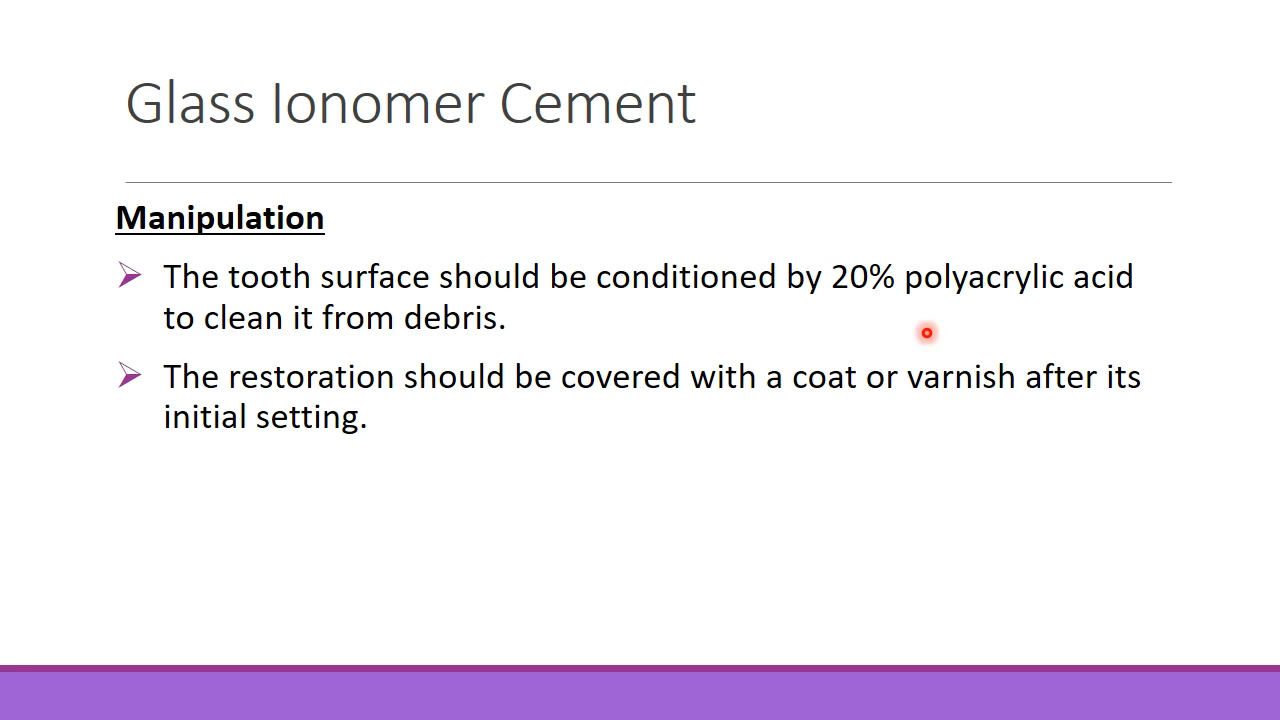 Glass Ionomer Cement
Manipulation
The tooth surface should be conditioned by 20% polyacrylic acid
to clean it from debris.
The restoration should be covered with a coat or varnish after its
initial setting.